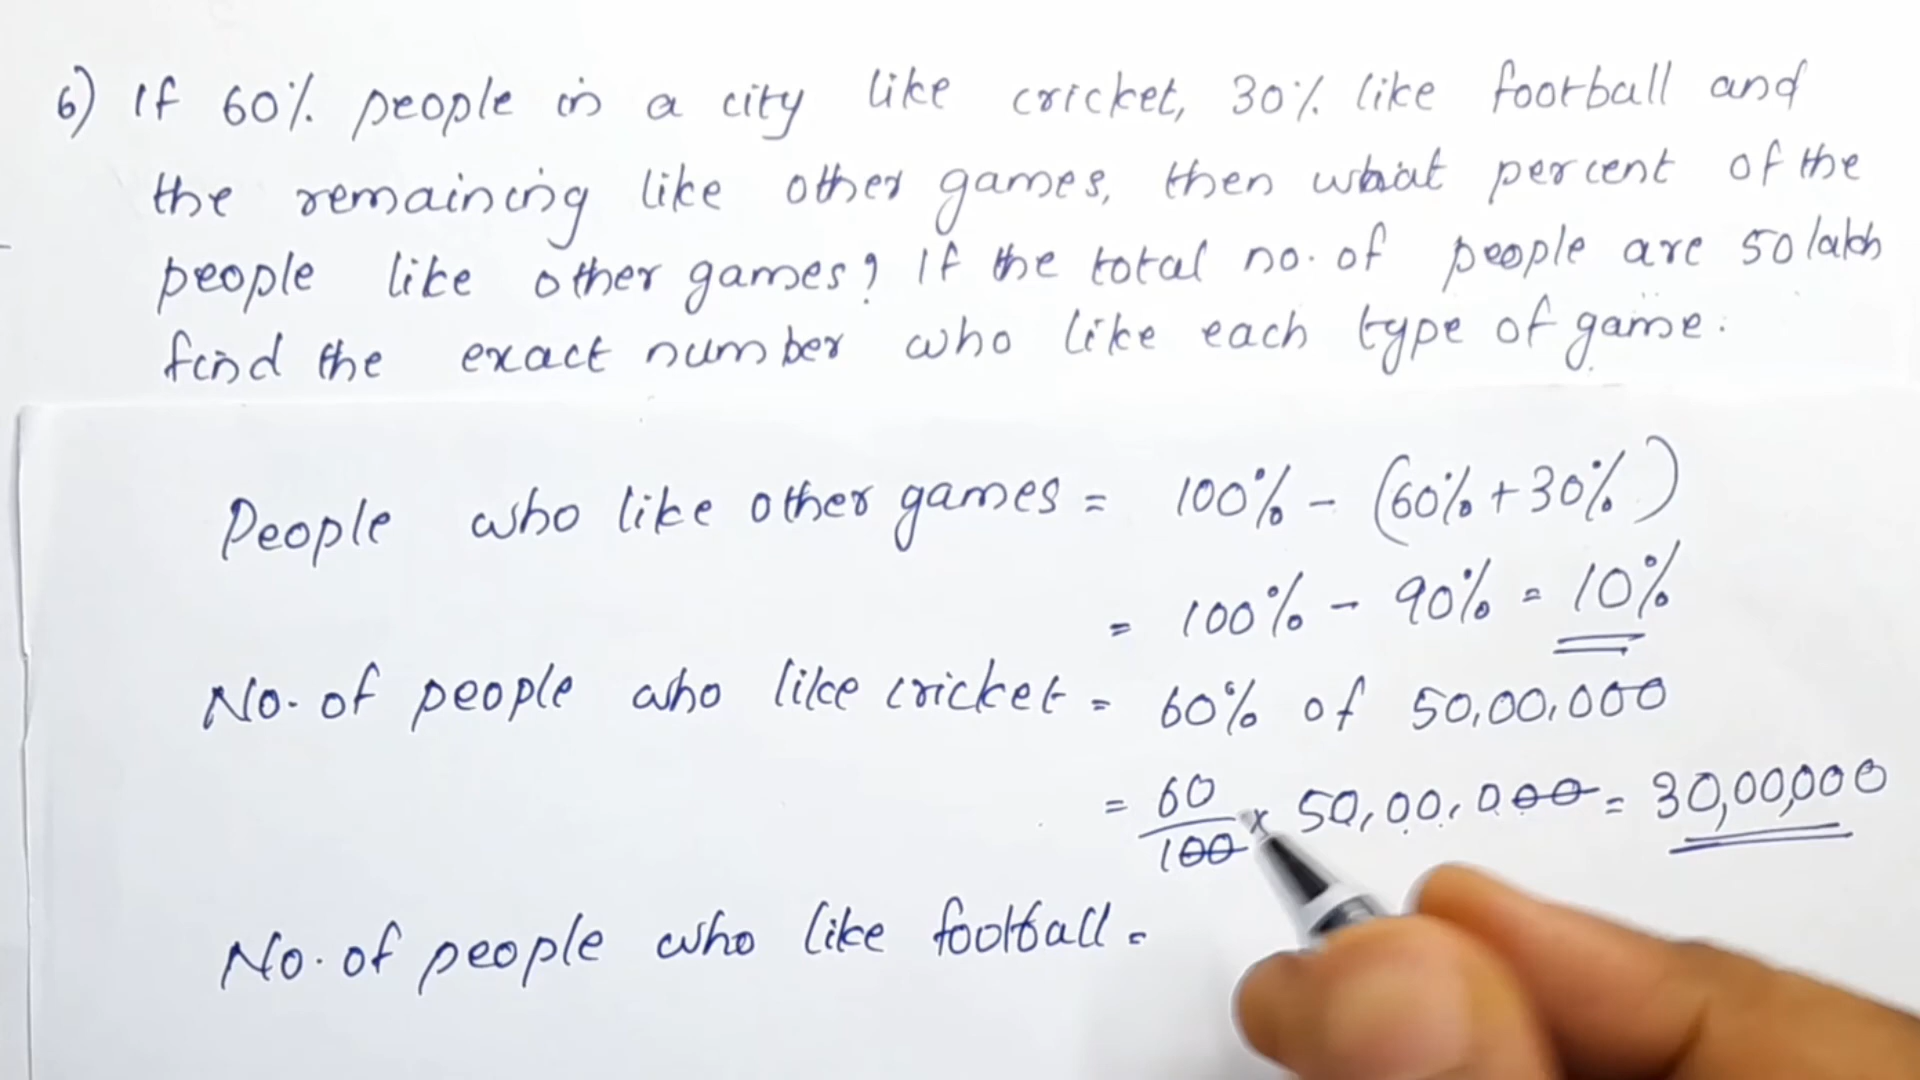 6) If 60% people in a city like cricket, 30% like football and
the remaining like other games, then what percent of the
people like other games? If the total no. of people are 50 lakh
find the exact number who like each type of game.
People who like other games = 100% - (60% + 30%)
= 100% - 90% = 10%
No. of people who like cricket = 60% of 50,00,000
= 60/100 × 50,00,000 = 30,00,000
No. of people who like football =